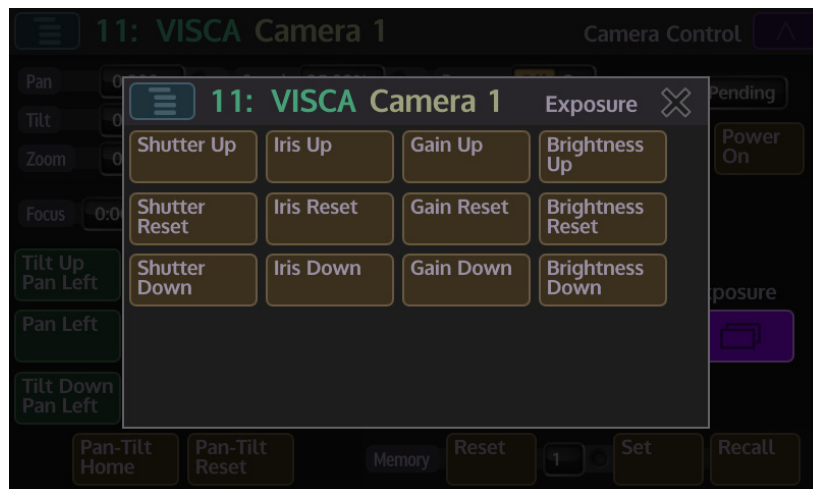 11: VISCA Camera 1 Camera Control
Pan
Tilt
Zoom
Focus
Pending
Power
On
11: VISCA Camera 1 Exposure
Shutter Up Iris Up Gain Up Brightness
Up
Shutter
Reset Iris Reset Gain Reset Brightness
Reset
Shutter
Down Iris Down Gain Down Brightness
Down
Tilt Up
Pan Left
Pan Left
Tilt Down
Pan Left
Pan-Tilt
Home
Pan-Tilt
Reset
Memory
Reset
1
Set
Recall